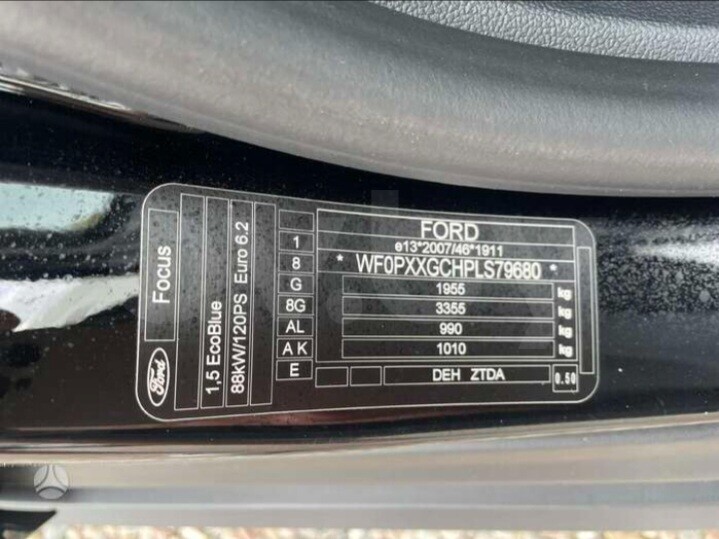 Focus
Ford
1,5 EcoBlue
88kW/120PS Euro 6.2
1
8
G
8G
AL
A K
E
FORD
e13*2007/46*1911
* WF0PXXGCHPLS79680 *
1955 kg
3355 kg
990 kg
1010 kg
DEH ZTDA 0.50